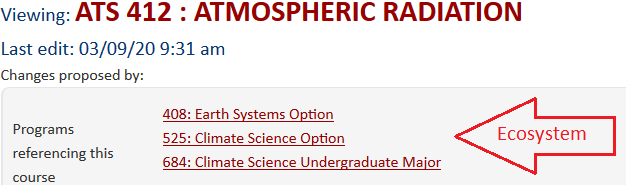 Viewing: ATS 412 : ATMOSPHERIC RADIATION
Last edit: 03/09/20 9:31 am
Changes proposed by:
Programs
referencing this
course
408: Earth Systems Option
525: Climate Science Option
684: Climate Science Undergraduate Major
Ecosystem